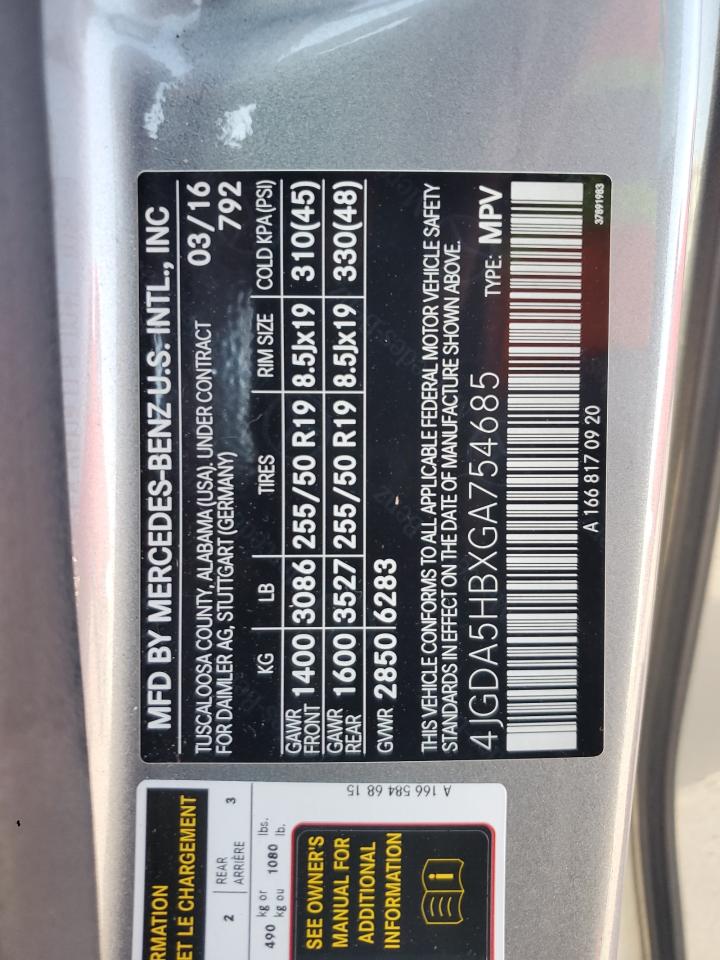 MFD BY MERCEDES-BENZ U.S. INTL., INC
TUSCALOOSA COUNTY, ALABAMA (USA), UNDER CONTRACT 03/16
FOR DAIMLER AG, STUTTGART (GERMANY) 792
KG LB TIRES RIM SIZE COLD KPA (PSI)
GAWR
FRONT 1400 3086 255/50 R19 8.5Jx19 310(45)
GAWR
REAR 1600 3527 255/50 R19 8.5Jx19 330(48)
GVWR 2850 6283
THIS VEHICLE CONFORMS TO ALL APPLICABLE FEDERAL MOTOR VEHICLE SAFETY
STANDARDS IN EFFECT ON THE DATE OF MANUFACTURE SHOWN ABOVE.
4JGDA5HBXGA754685 TYPE: MPV
37891983
A 166 817 09 20
RMATION
ET LE CHARGEMENT
2 REAR
ARRIÈRE 3
490 kg or
kg ou 1080 lbs.
lb.
SEE OWNER'S
MANUAL FOR
ADDITIONAL
INFORMATION
A 166 584 68 15